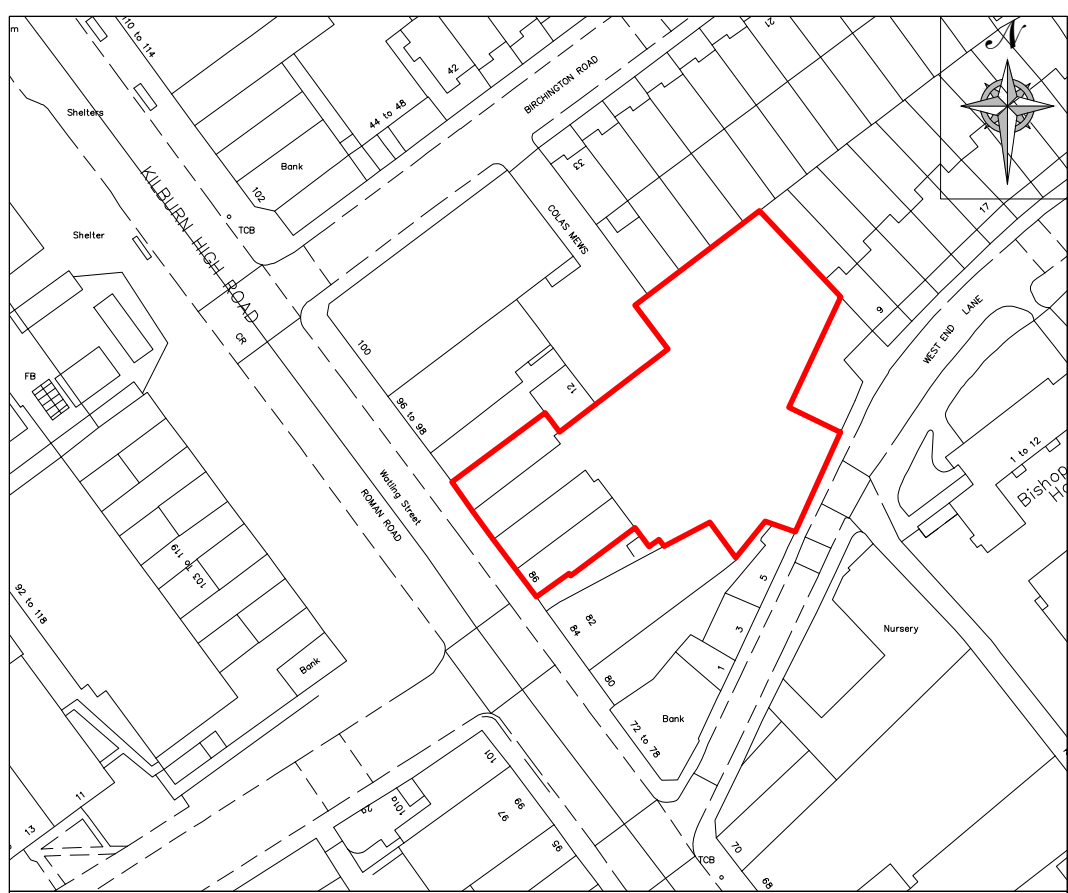 m
110 to 114
21
N
42
BIRCHINGTON ROAD
Shelters
44 to 48
Bank
33
KILBURN HIGH ROAD
102
COLAS MEWS
17
TCB
Shelter
9
WEST END LANE
CR
100
FB
12
96 to 98
1 to 12
Watling Street
ROMAN ROAD
Bishop
Ho
103 To 119
86
5
92 to 118
82
84
3
Nursery
Bank
1
80
Bank
72 to 78
101
11
101a
99
97
13
95
70
TCB
68